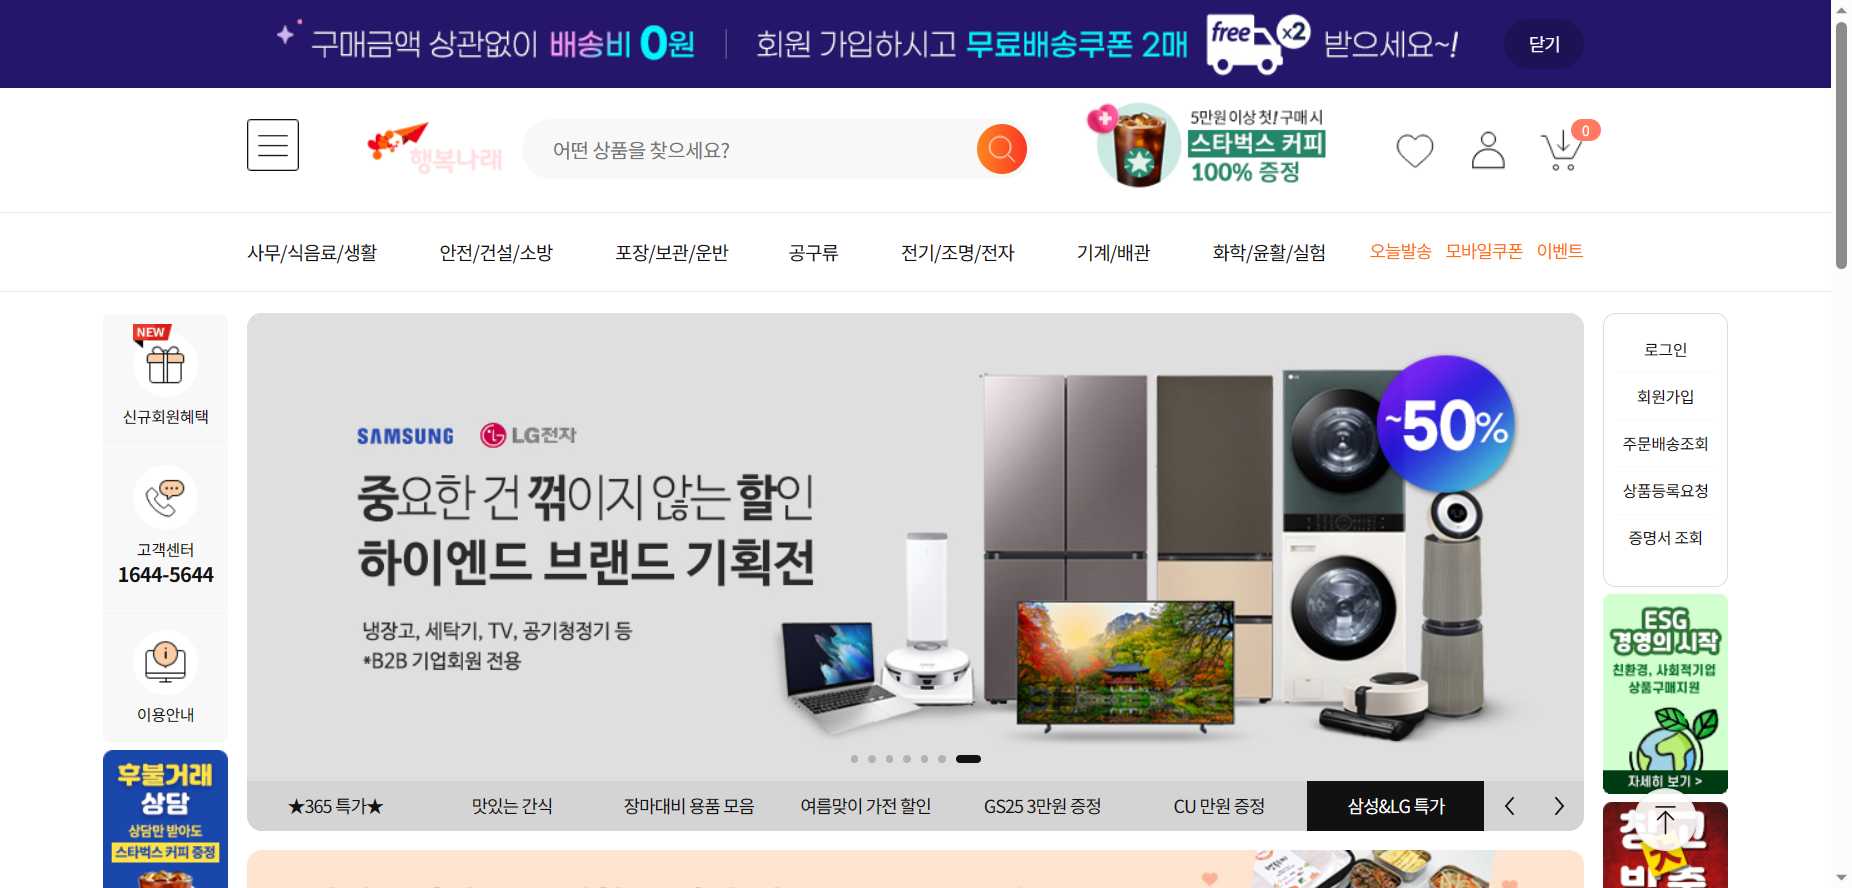 구매금액 상관없이 배송비 0원 | 회원 가입하시고 무료배송쿠폰 2매 free x2 받으세요~!
닫기
행복나래
어떤 상품을 찾으세요?
5만원 이상 첫! 구매 시
스타벅스 커피
100% 증정
0
사무/식음료/생활
안전/건설/소방
포장/보관/운반
공구류
전기/조명/전자
기계/배관
화학/윤활/실험
오늘발송
모바일쿠폰
이벤트
NEW
신규회원혜택
고객센터
1644-5644
이용안내
후불거래
상담
상담만 받아도
스타벅스 커피 증정
SAMSUNG LG전자
중요한 건 꺾이지 않는 할인
하이엔드 브랜드 기획전
냉장고, 세탁기, TV, 공기청정기 등
*B2B 기업회원 전용
~50%
★365 특가★
맛있는 간식
장마대비 용품 모음
여름맞이 가전 할인
GS25 3만원 증정
CU 만원 증정
삼성&LG 특가
로그인
회원가입
주문배송조회
상품등록요청
증명서 조회
ESG
경영의 시작
친환경, 사회적기업
상품구매지원
자세히 보기 >